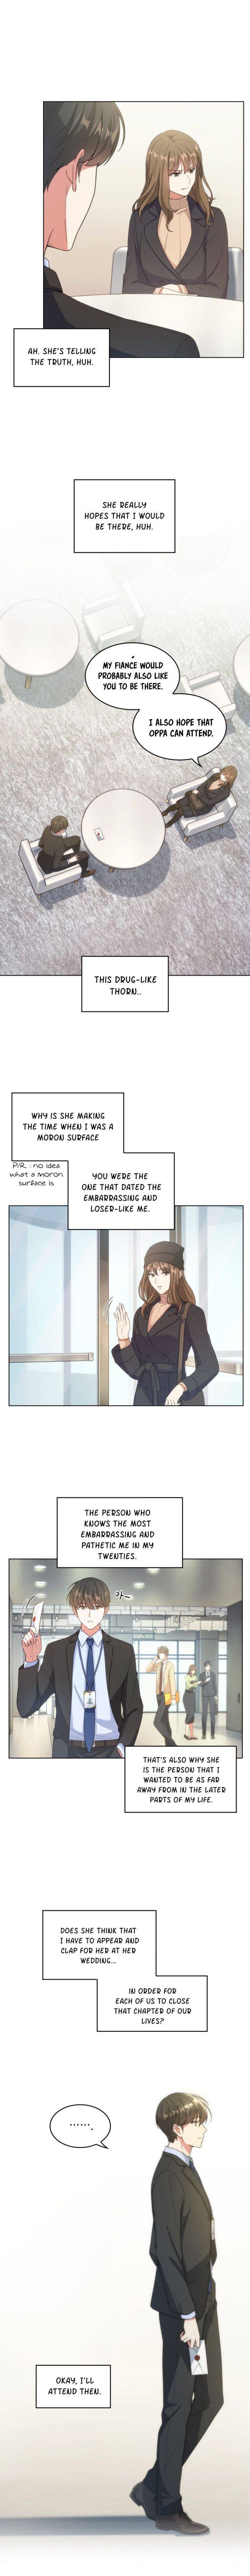 AH. SHE'S TELLING
THE TRUTH, HUH.
SHE REALLY
HOPES THAT I WOULD
BE THERE, HUH.
MY FIANCÉ WOULD
PROBABLY ALSO LIKE
YOU TO BE THERE.
I ALSO HOPE THAT
OPPA CAN ATTEND.
THIS DRUG-LIKE
THORN..
WHY IS SHE MAKING
THE TIME WHEN I WAS A
MORON SURFACE
P/R : no idea
what a moron
surface is
YOU WERE THE
ONE THAT DATED THE
EMBARRASSING AND
LOSER-LIKE ME.
THE PERSON WHO
KNOWS THE MOST
EMBARRASSING AND
PATHETIC ME IN MY
TWENTIES.
가~
THAT'S ALSO WHY SHE
IS THE PERSON THAT I
WANTED TO BE AS FAR
AWAY FROM IN THE LATER
PARTS OF MY LIFE.
DOES SHE THINK THAT
I HAVE TO APPEAR AND
CLAP FOR HER AT HER
WEDDING...
IN ORDER FOR
EACH OF US TO CLOSE
THAT CHAPTER OF OUR
LIVES?
.......
OKAY, I'LL
ATTEND THEN.